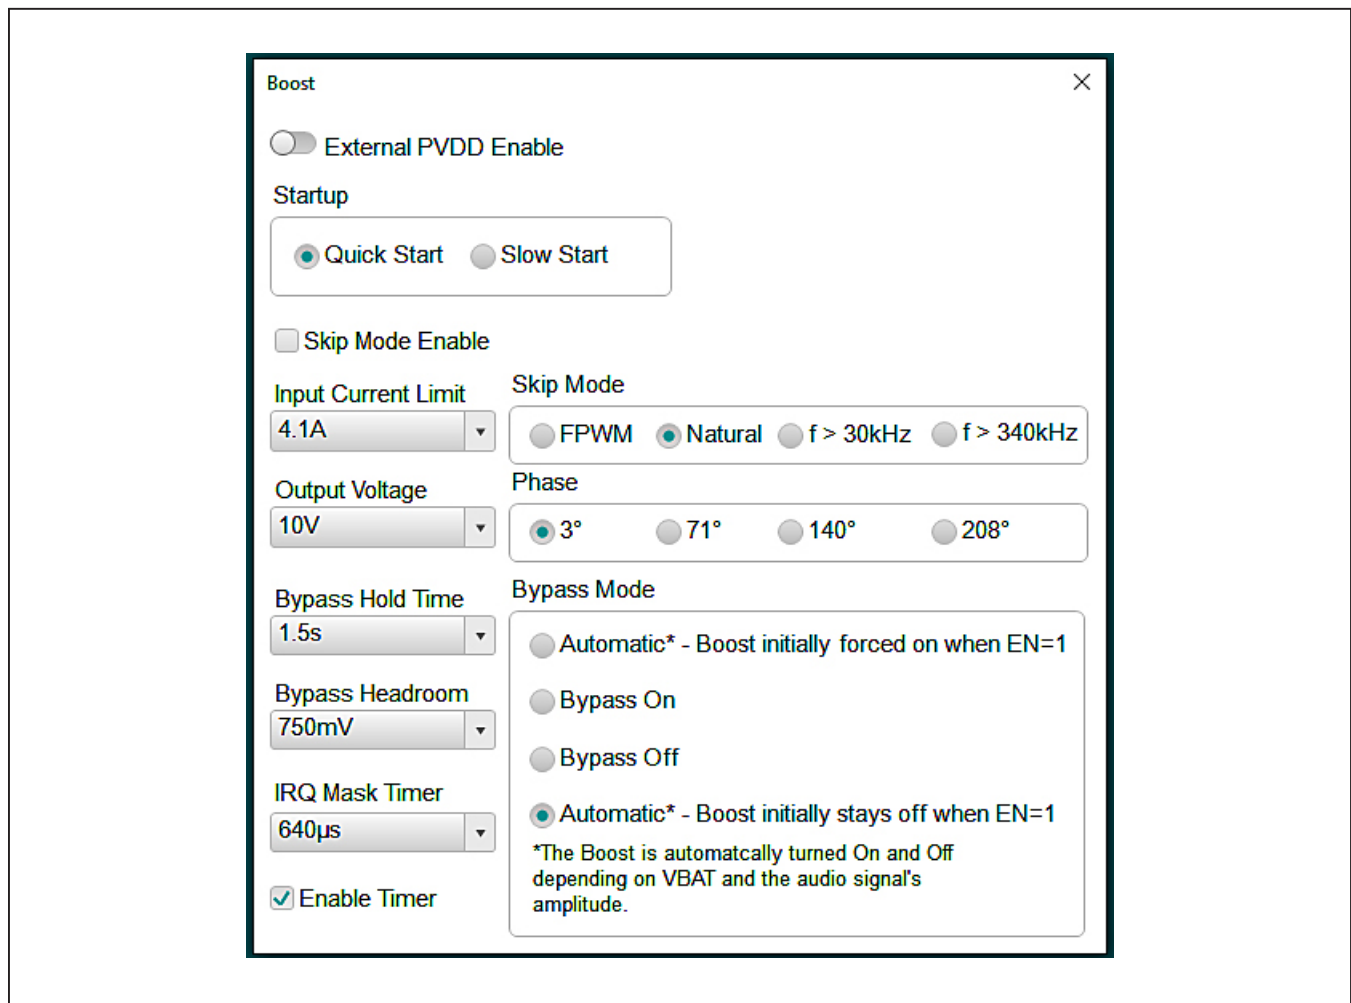 Boost
External PVDD Enable
Startup
Quick Start Slow Start
Skip Mode Enable
Input Current Limit
4.1A
Skip Mode
FPWM Natural f > 30kHz f > 340kHz
Output Voltage
10V
Phase
3° 71° 140° 208°
Bypass Hold Time
1.5s
Bypass Headroom
750mV
IRQ Mask Timer
640µs
Enable Timer
Bypass Mode
Automatic* - Boost initially forced on when EN=1
Bypass On
Bypass Off
Automatic* - Boost initially stays off when EN=1
*The Boost is automatcally turned On and Off
depending on VBAT and the audio signal's
amplitude.